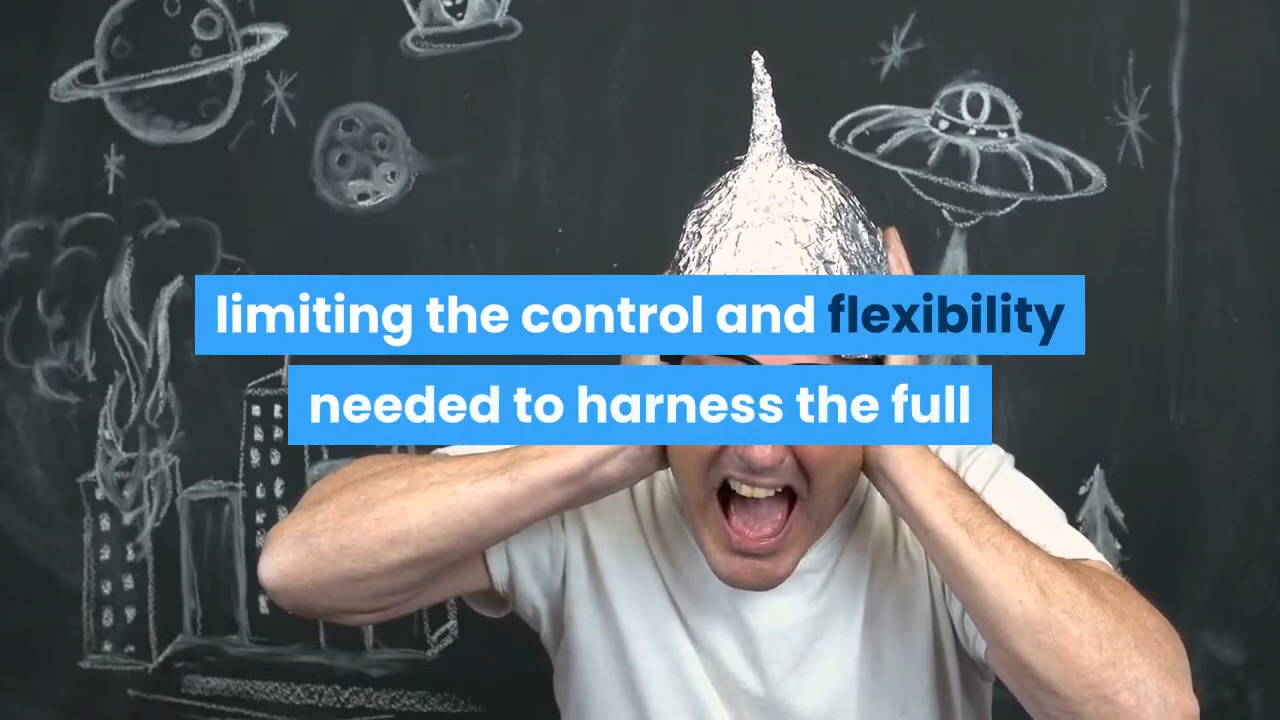 limiting the control and flexibility
needed to harness the full